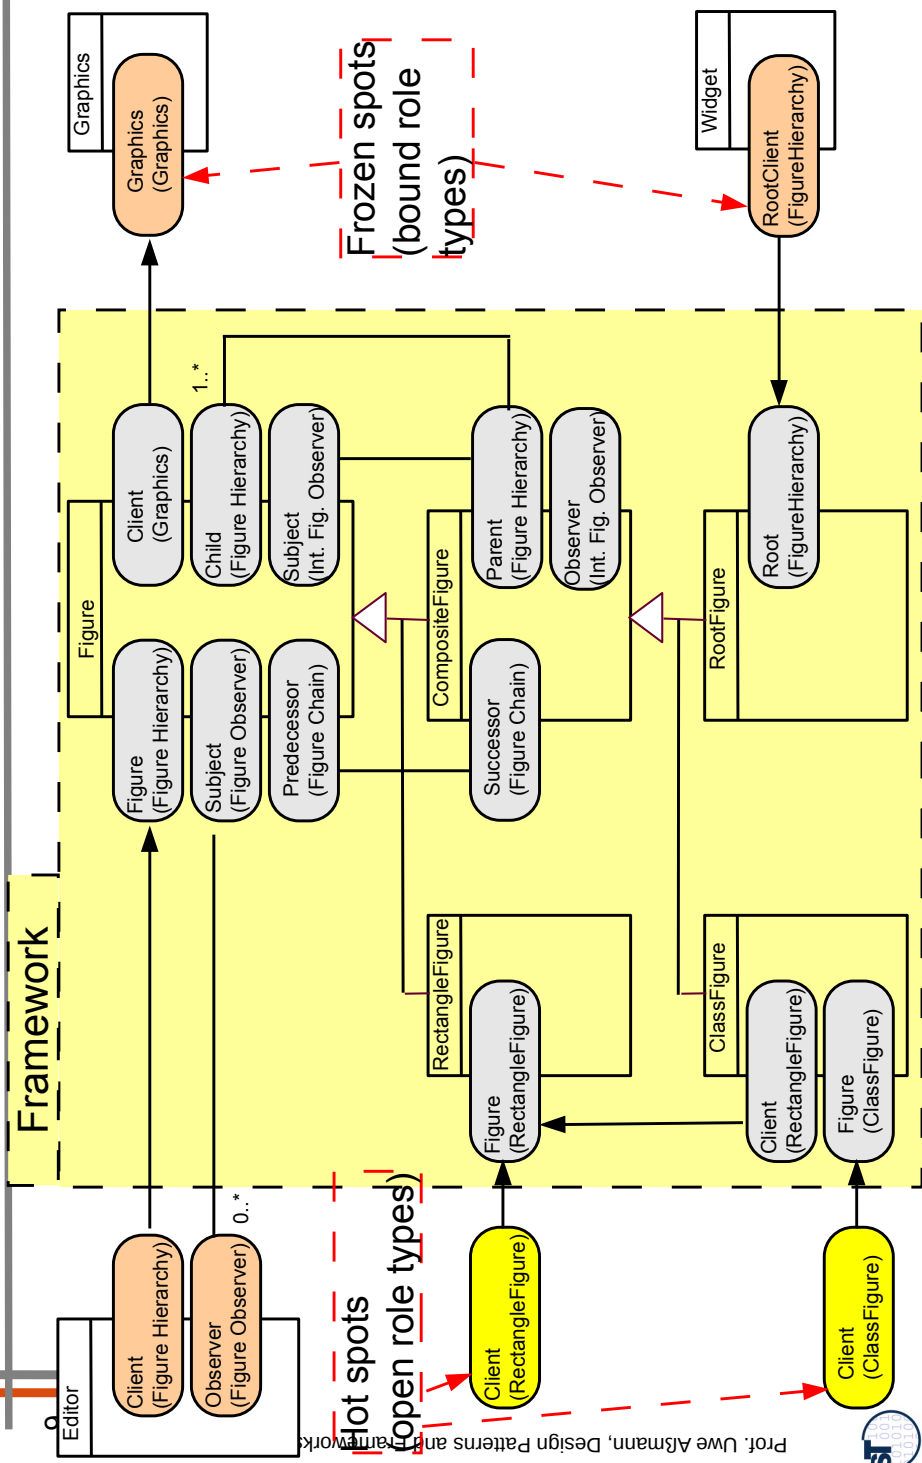 Framework
Editor
Client
(Figure Hierarchy)
Observer
(Figure Observer)
0..*
Figure
Figure
(Figure Hierarchy)
Subject
(Figure Observer)
Predecessor
(Figure Chain)
Client
(Graphics)
Child
(Figure Hierarchy)
Subject
(Int. Fig. Observer)
1..*
Graphics
Graphics
(Graphics)
Hot spots
(open role types)
Frozen spots
(bound role
types)
Client
(RectangleFigure)
RectangleFigure
Figure
(RectangleFigure)
CompositeFigure
Successor
(Figure Chain)
Parent
(Figure Hierarchy)
Observer
(Int. Fig. Observer)
Client
(ClassFigure)
ClassFigure
Client
(RectangleFigure)
Figure
(ClassFigure)
RootFigure
Root
(FigureHierarchy)
Widget
RootClient
(FigureHierarchy)
Prof. Uwe Aßmann, Design Patterns and Frameworks
ST